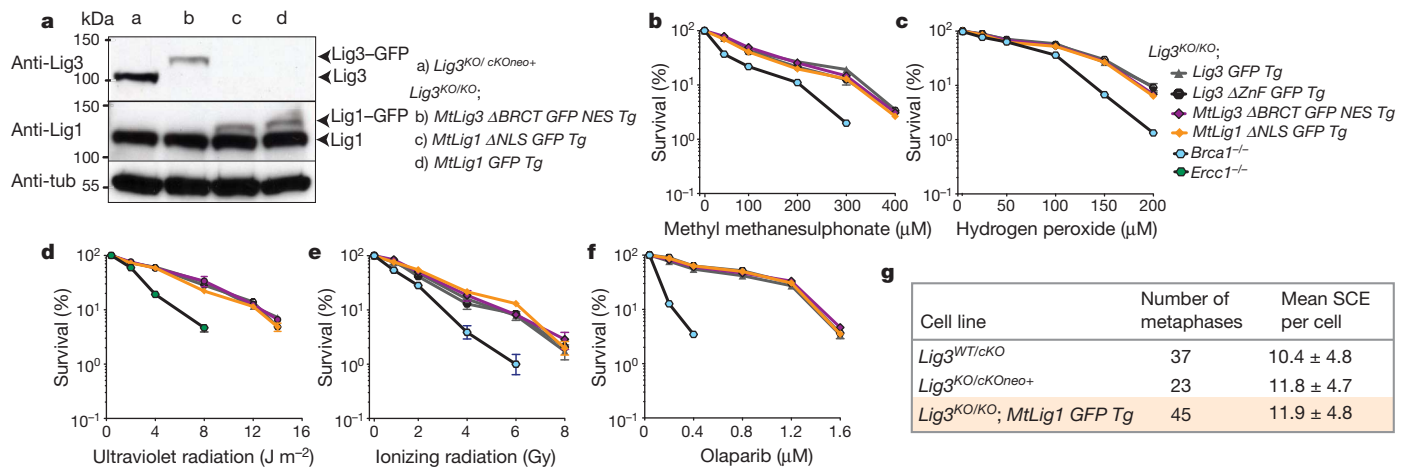 a kDa a b c d
150
Anti-Lig3
Lig3–GFP
100
Lig3
150
Anti-Lig1
Lig1–GFP
Lig1
100
Anti-tub
55
a) Lig3KO/ cKOneo+
Lig3KO/KO;
b) MtLig3 ΔBRCT GFP NES Tg
c) MtLig1 ΔNLS GFP Tg
d) MtLig1 GFP Tg
b
Survival (%)
10²
10¹
10⁰
10⁻¹
0 100 200 300 400
Methyl methanesulphonate (μM)
c
Survival (%)
10²
10¹
10⁰
10⁻¹
0 50 100 150 200
Hydrogen peroxide (μM)
Lig3KO/KO;
Lig3 GFP Tg
Lig3 ΔZnF GFP Tg
MtLig3 ΔBRCT GFP NES Tg
MtLig1 ΔNLS GFP Tg
Brca1−/−
Ercc1−/−
d
Survival (%)
10²
10¹
10⁰
10⁻¹
0 4 8 12 16
Ultraviolet radiation (J m⁻²)
e
Survival (%)
10²
10¹
10⁰
10⁻¹
0 2 4 6 8
Ionizing radiation (Gy)
f
Survival (%)
10²
10¹
10⁰
10⁻¹
0 0.4 0.8 1.2 1.6
Olaparib (μM)
g
Cell line Number of metaphases Mean SCE per cell
Lig3WT/cKO 37 10.4 ± 4.8
Lig3KO/cKOneo+ 23 11.8 ± 4.7
Lig3KO/KO; MtLig1 GFP Tg 45 11.9 ± 4.8